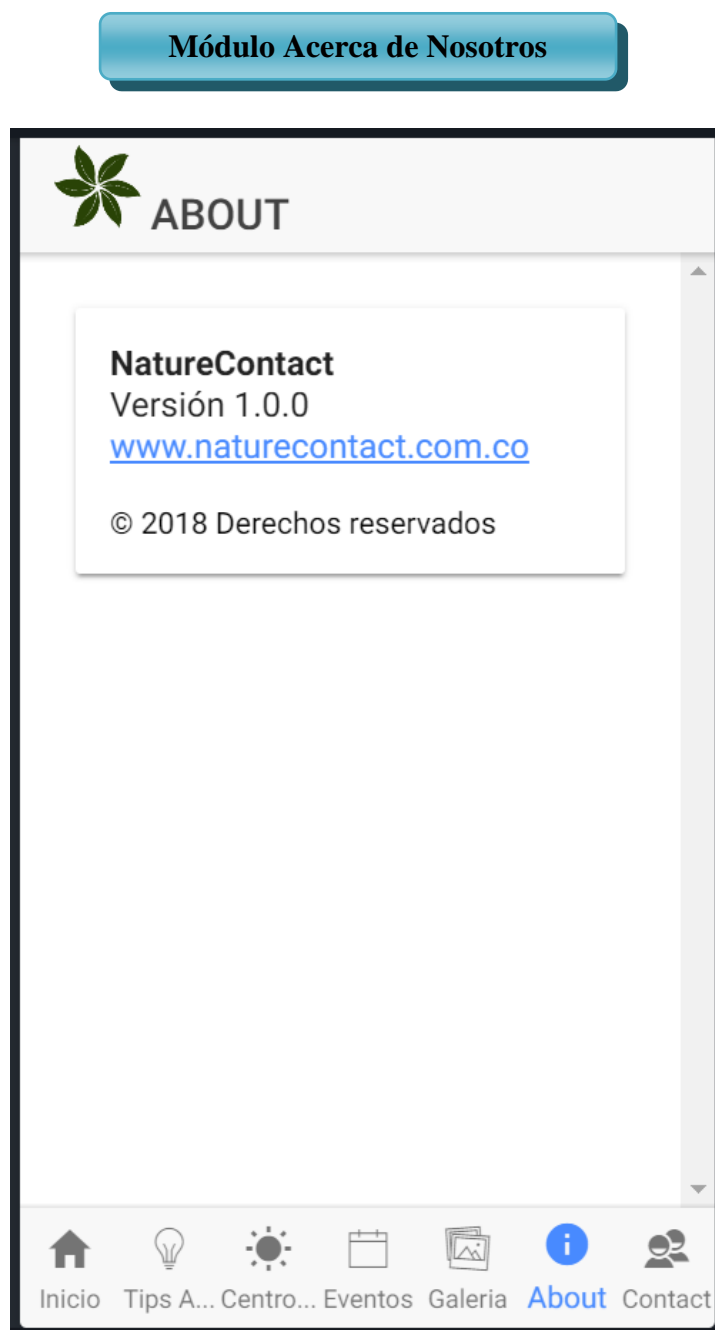 Módulo Acerca de Nosotros
ABOUT
NatureContact
Versión 1.0.0
www.naturecontact.com.co
© 2018 Derechos reservados
Inicio Tips A... Centro... Eventos Galeria About Contact